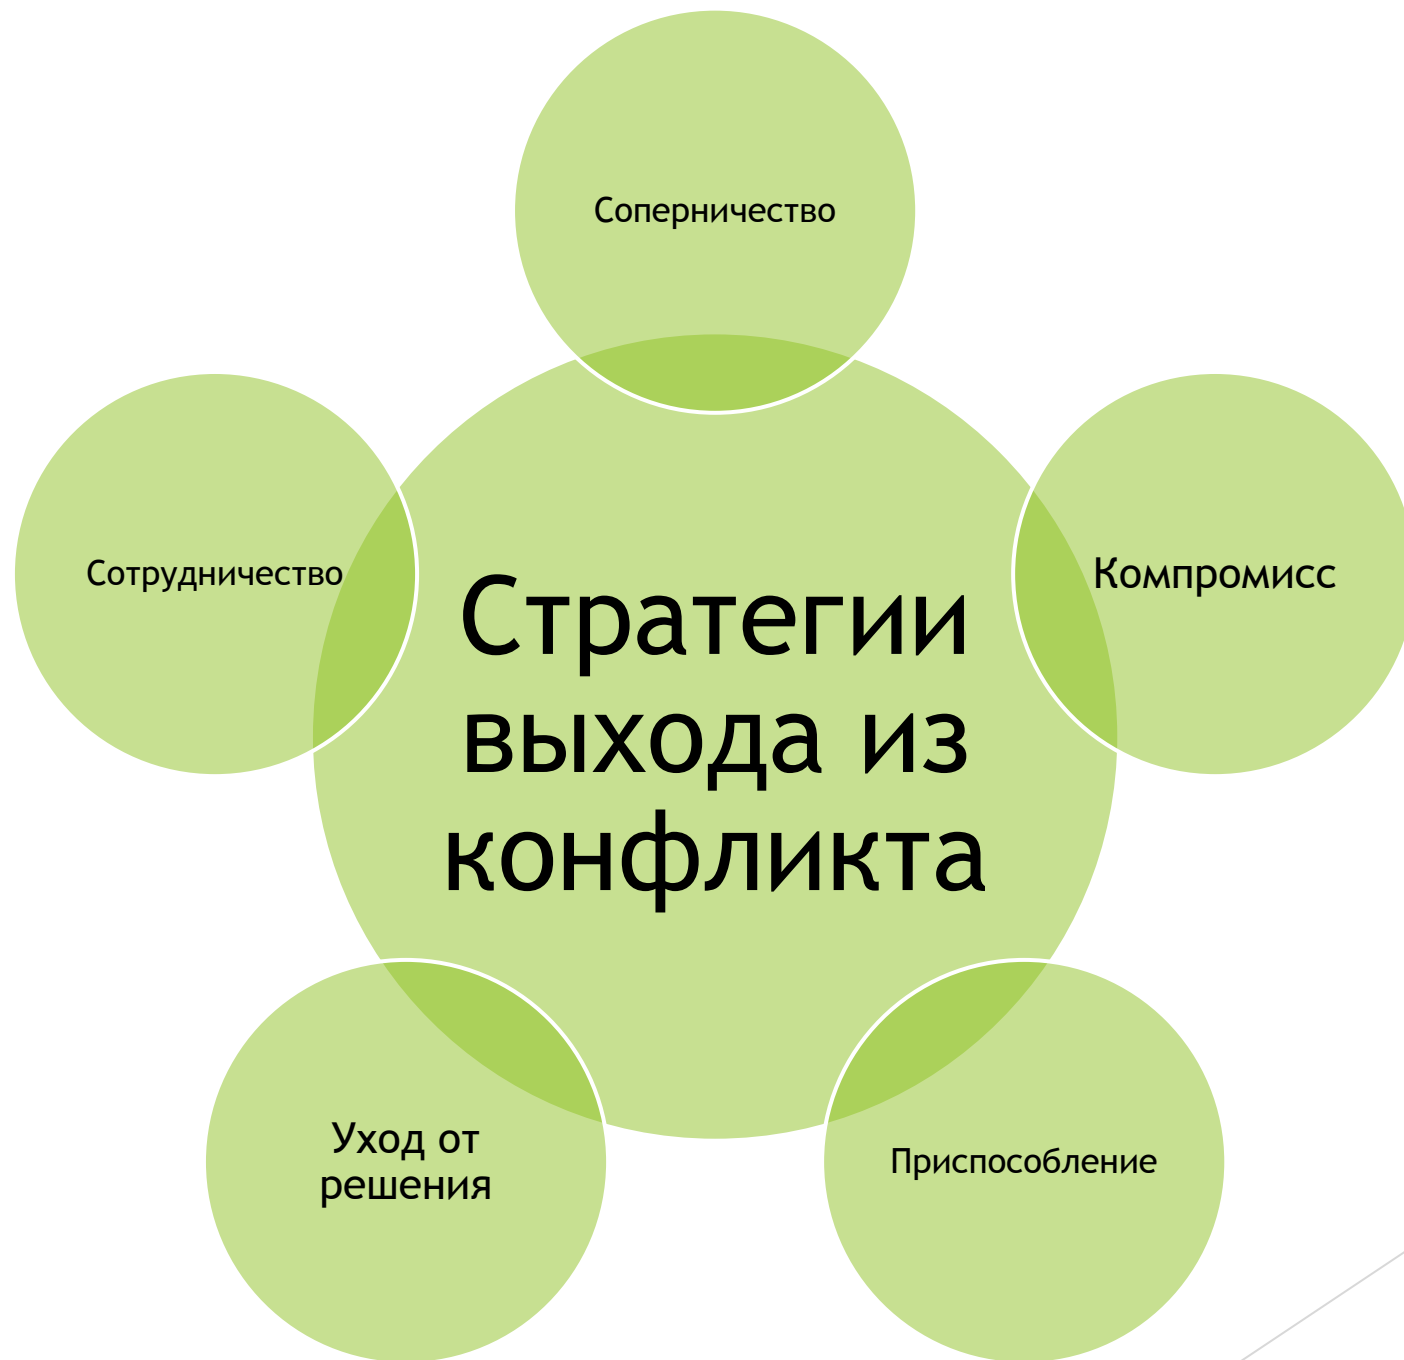 Соперничество
Сотрудничество
Компромисс
Стратегии
выхода из
конфликта
Уход от
решения
Приспособление